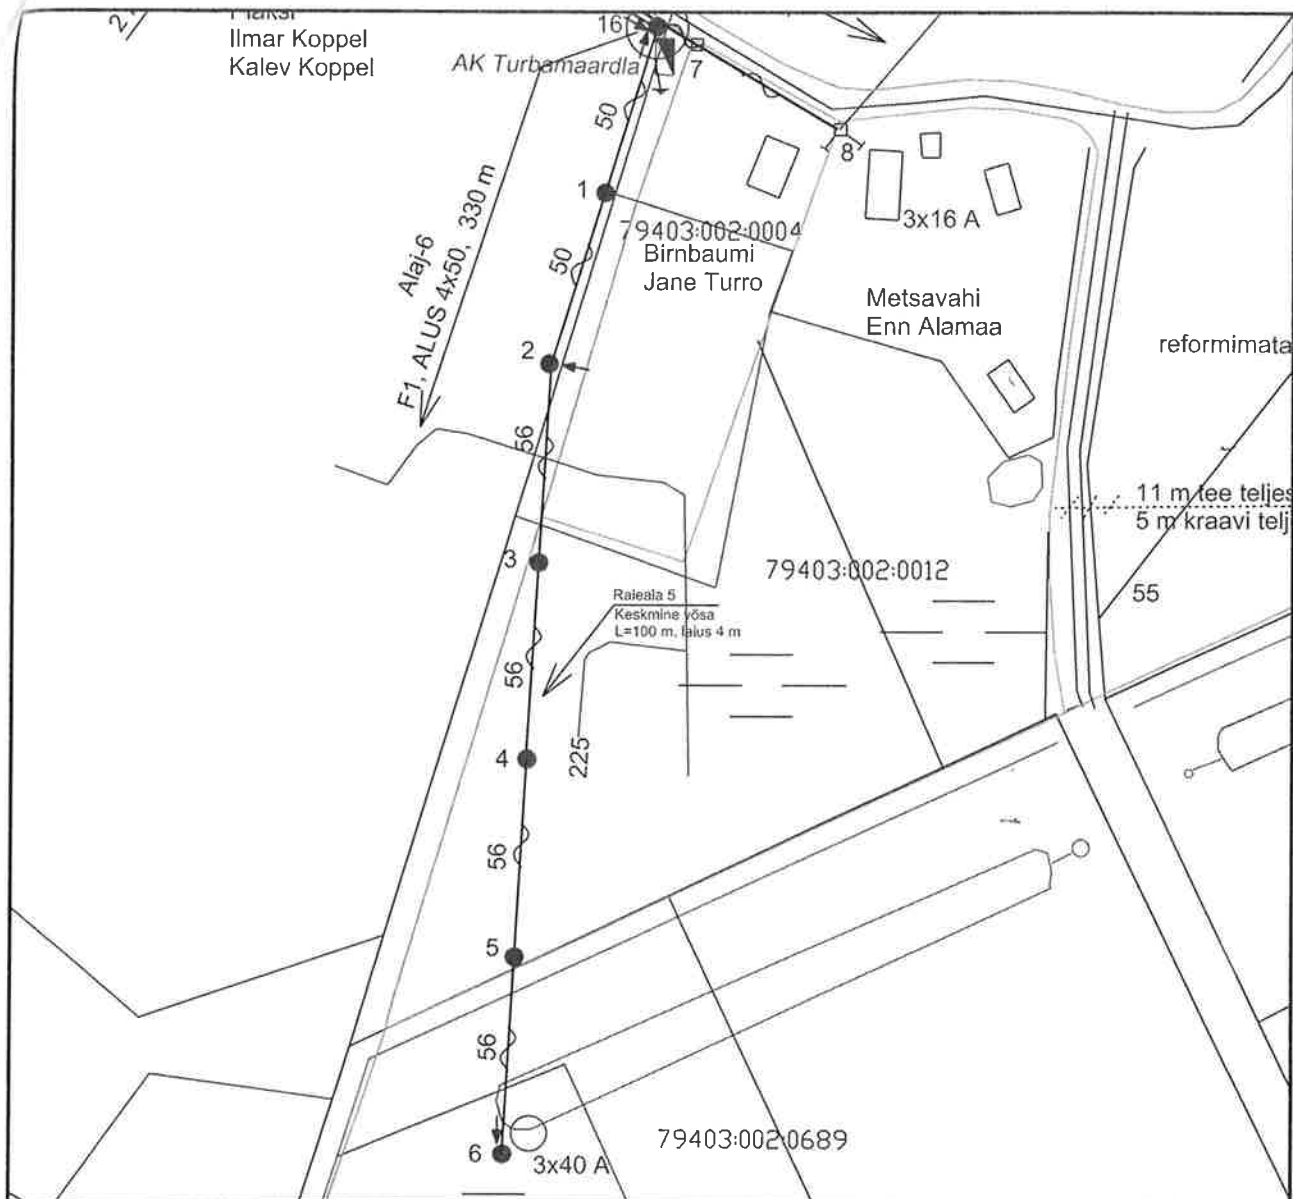 Ilmar Koppel
Kalev Koppel
16
AK Turbamaardla
7
8
50
1
79403:002:0004
Birnbaumi
Jane Turro
3x16 A
Alaj-6
F1, ALUS 4x50, 330 m
50
Metsavahi
Enn Alamaa
reformimata
2
56
11 m tee teljes
5 m kraavi telj
3
79403:002:0012
55
Raieala 5
Keskmine võsa
L=100 m, laius 4 m
56
4
225
56
5
56
79403:002:0689
6
3x40 A